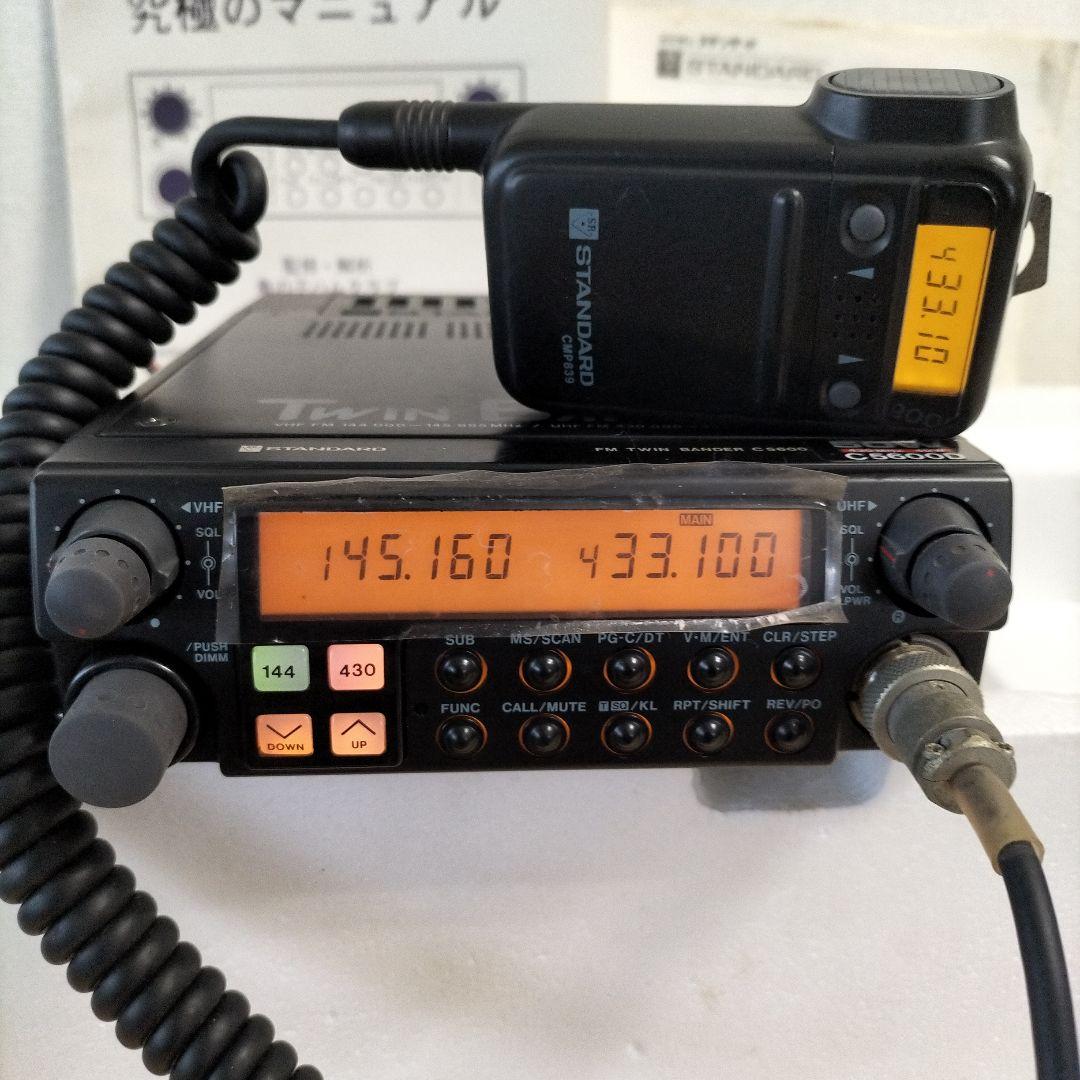 究極のマニュアル
STANDARD
433.10
STANDARD
CMP839
TWIN
VHF FM 144.000-145.995MHz / UHF FM 430.000
STANDARD
FM TWIN BANDER C5600
C5600D
◀VHF
UHF▶
SQL
VOL
MAIN
145.160
433.100
SQL
VOL
LPWR
/PUSH
DIMM
SUB
MS/SCAN
PG-C/DT
V·M/ENT
CLR/STEP
144
430
FUNC
CALL/MUTE
T SQ/KL
RPT/SHIFT
REV/PO
DOWN
UP